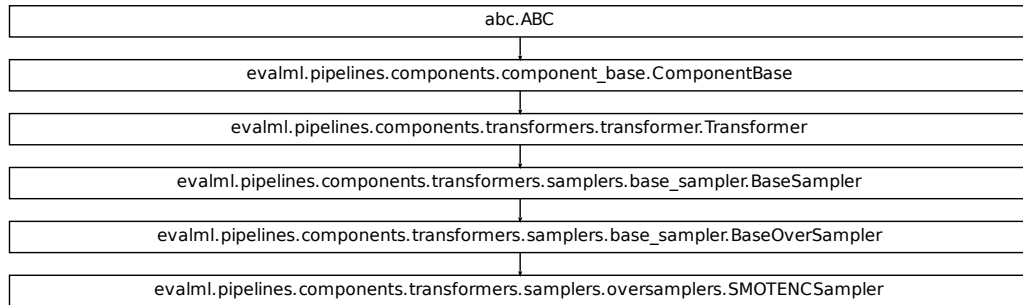 abc.ABC
evalml.pipelines.components.component_base.ComponentBase
evalml.pipelines.components.transformers.transformer.Transformer
evalml.pipelines.components.transformers.samplers.base_sampler.BaseSampler
evalml.pipelines.components.transformers.samplers.base_sampler.BaseOverSampler
evalml.pipelines.components.transformers.samplers.oversamplers.SMOTENCSampler